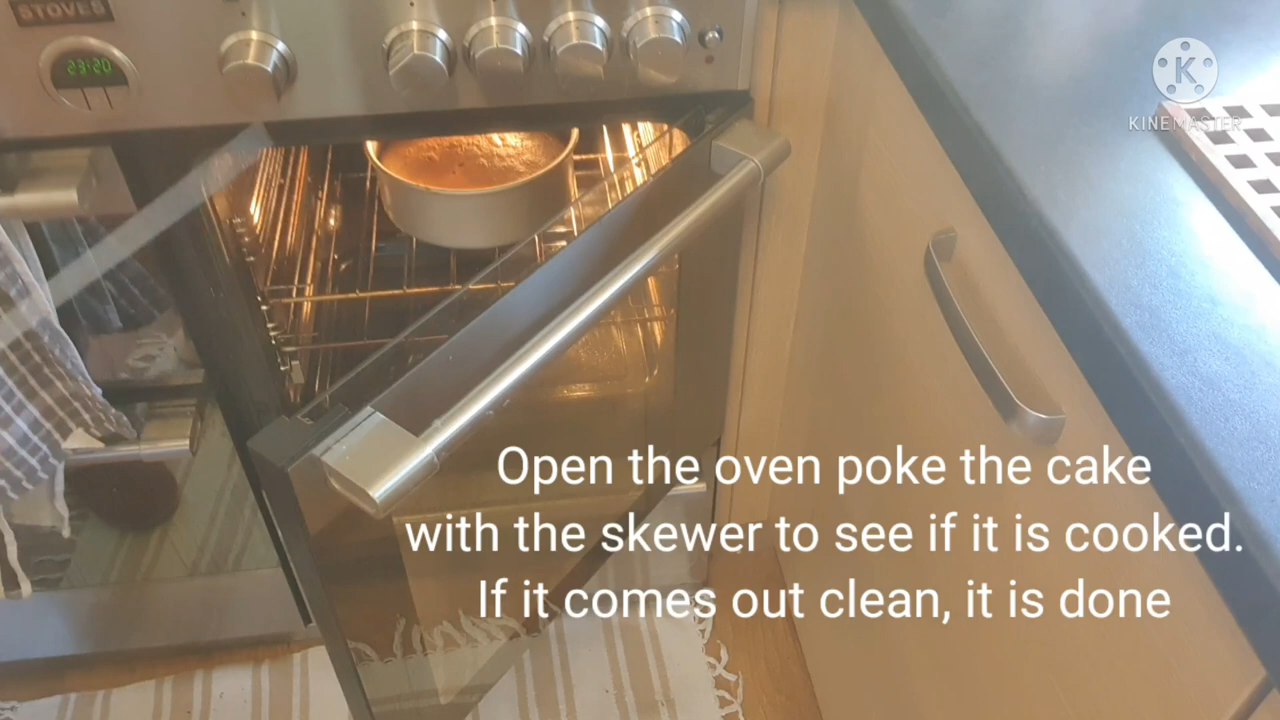 STOVES
23:20
K
KINEMASTER
Open the oven poke the cake
with the skewer to see if it is cooked.
If it comes out clean, it is done